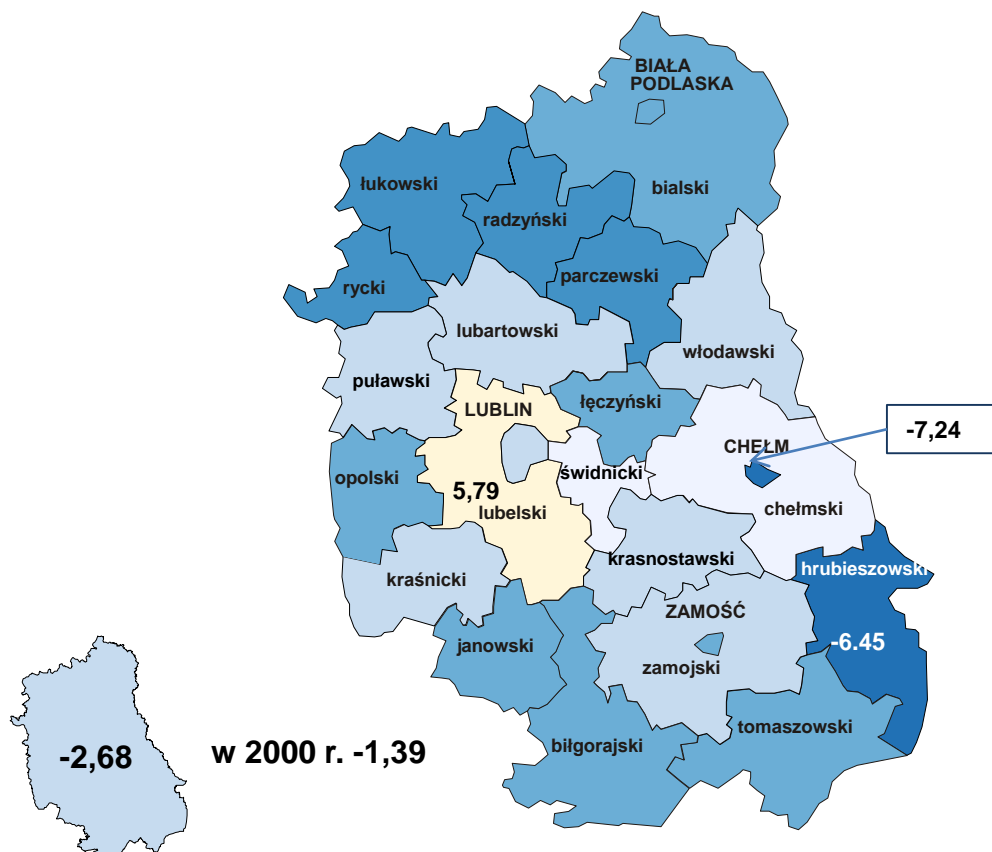 BIAŁA
PODLASKA
łukowski
bialski
radzyński
parczewski
rycki
lubartowski
włodawski
puławski
łęczyński
LUBLIN
-7,24
CHEŁM
świdnicki
opolski
5,79
lubelski
chełmski
krasnostawski
hrubieszowski
kraśnicki
ZAMOŚĆ
janowski
-6.45
zamojski
tomaszowski
biłgorajski
-2,68
w 2000 r. -1,39